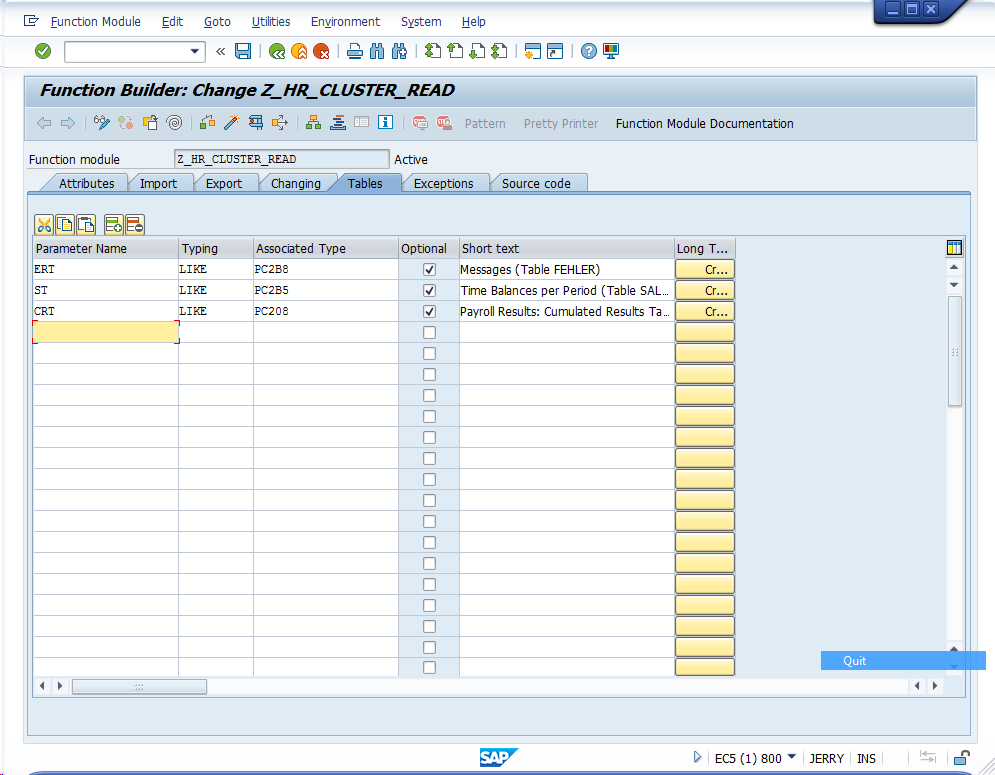 Function Module Edit Goto Utilities Environment System Help
Function Builder: Change Z_HR_CLUSTER_READ
Pattern Pretty Printer Function Module Documentation
Function module Z_HR_CLUSTER_READ Active
Attributes Import Export Changing Tables Exceptions Source code
Parameter Name Typing Associated Type Optional Short text Long T...
ERT LIKE PC2B8 Messages (Table FEHLER) Cr...
ST LIKE PC2B5 Time Balances per Period (Table SAL... Cr...
CRT LIKE PC208 Payroll Results: Cumulated Results Ta... Cr...
Quit
SAP EC5 (1) 800 JERRY INS